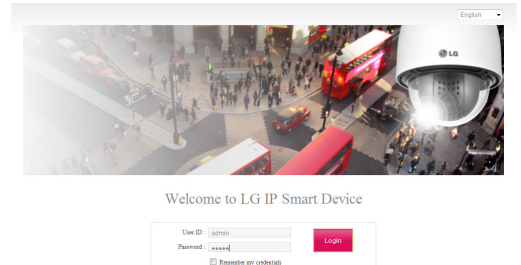 English
LG
Welcome to LG IP Smart Device
User ID : admin
Password : •••••
Login
Remember my credentials